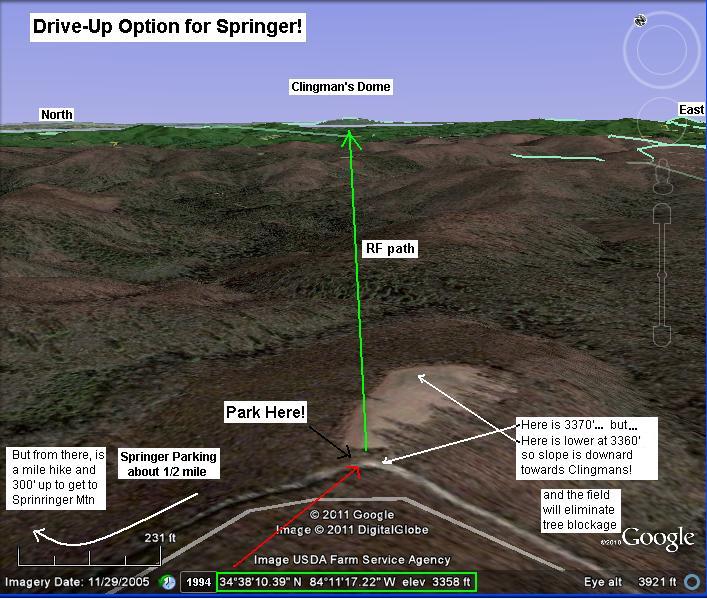 Drive-Up Option for Springer!
Clingman's Dome
North
East
RF path
Park Here!
Here is 3370'... but...
Here is lower at 3360'
so slope is downard
towards Clingmans!
But from there, is
a mile hike and
300' up to get to
Sprinringer Mtn
Springer Parking
about 1/2 mile
and the field
will eliminate
tree blockage
© 2011 Google
Image © 2011 DigitalGlobe
©2010 Google
231 ft
Image USDA Farm Service Agency
Imagery Date: 11/29/2005
1994
34°38'10.39" N 84°11'17.22" W elev 3358 ft
Eye alt 3921 ft